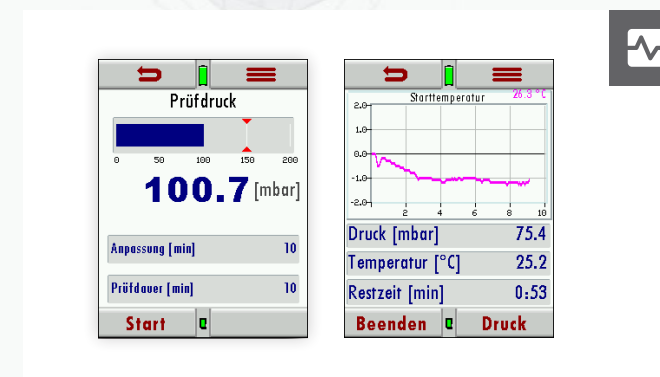 Prüfdruck
0 50 100 150 200
100.7 [mbar]
Anpassung [min] 10
Prüfdauer [min] 10
Start
Starttemperatur 26.3 °C
2.0
1.0
0.0
-1.0
-2.0
2 4 6 8 10
Druck [mbar] 75.4
Temperatur [°C] 25.2
Restzeit [min] 0:53
Beenden Druck